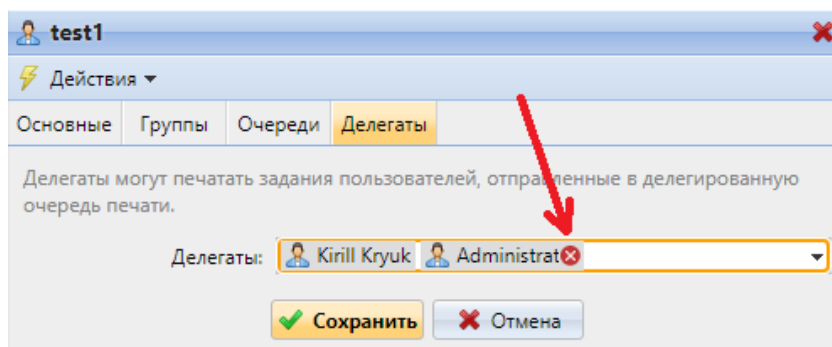 test1
Действия
Основные Группы Очереди Делегаты
Делегаты могут печатать задания пользователей, отправленные в делегированную
очередь печати.
Делегаты: Kirill Kryuk Administrat
Сохранить Отмена